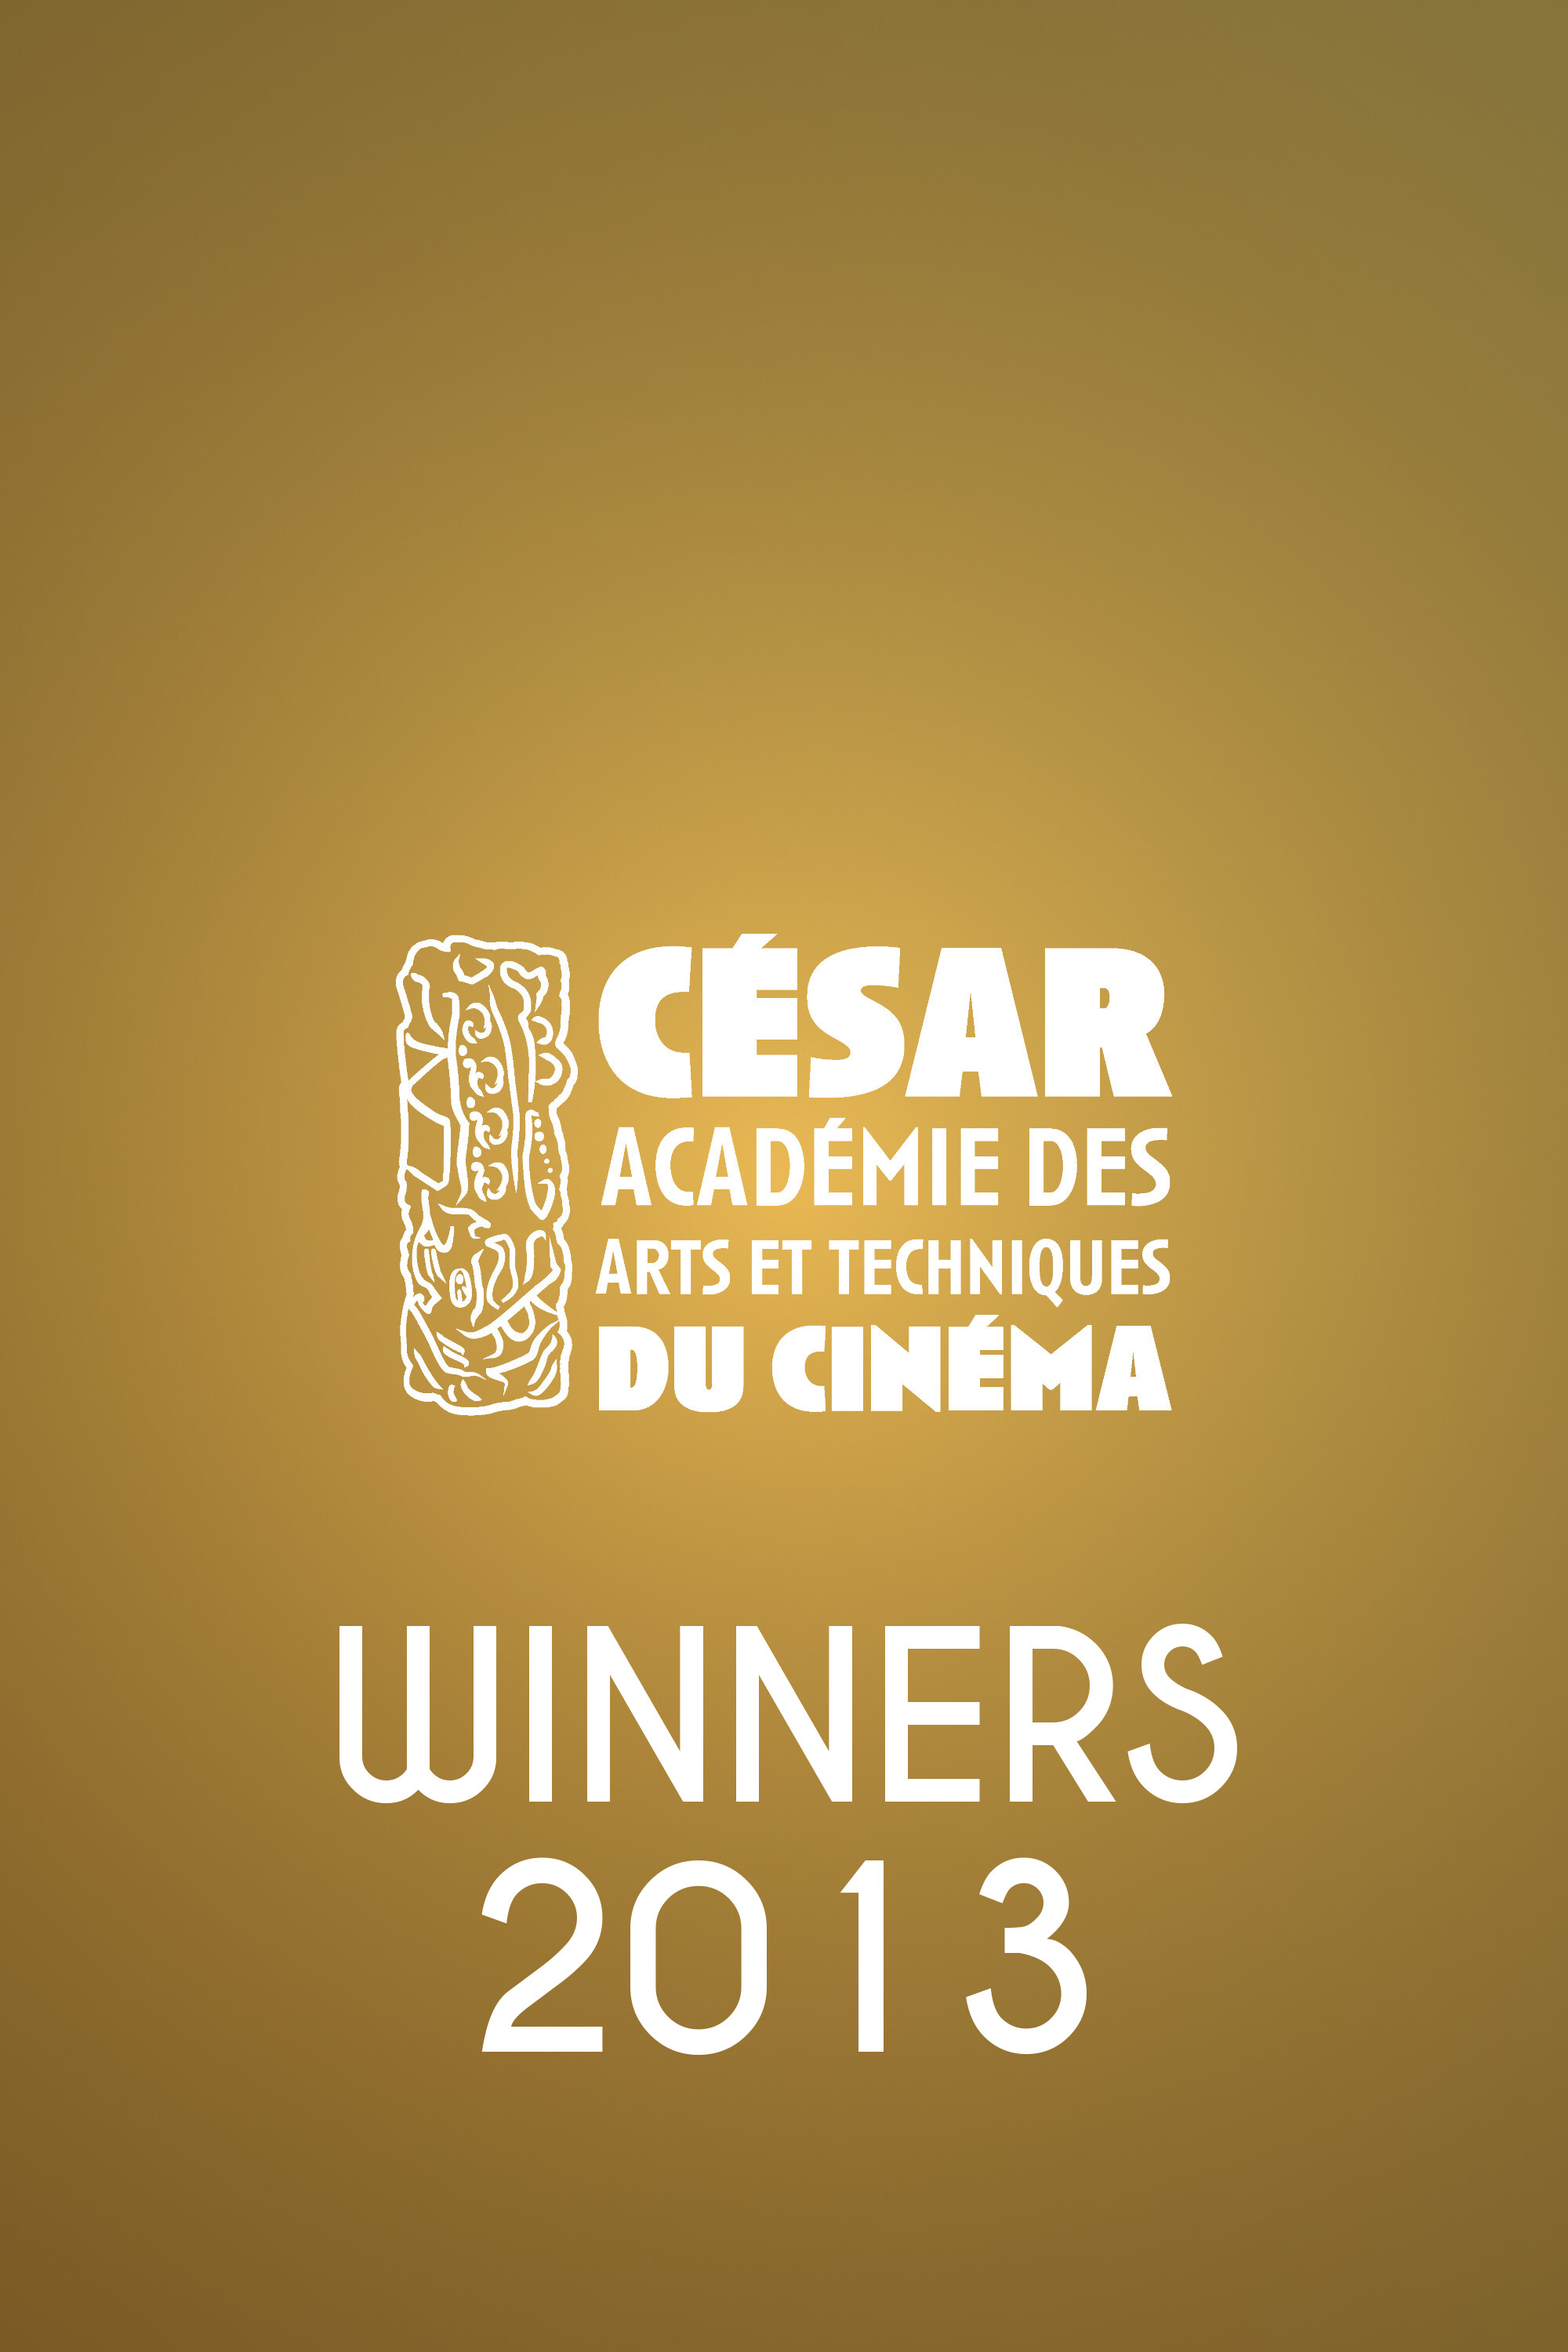 CÉSAR
ACADÉMIE DES
ARTS ET TECHNIQUES
DU CINÉMA
WINNERS
2013